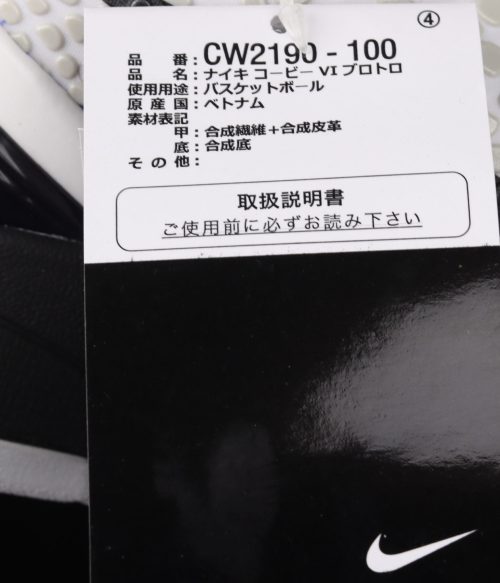 ④
品番：CW2190 - 100
品名：ナイキ コービー VI プロトロ
使用用途：バスケットボール
原産国：ベトナム
素材表記
甲：合成繊維＋合成皮革
底：合成底
その他：
取扱説明書
ご使用前に必ずお読み下さい